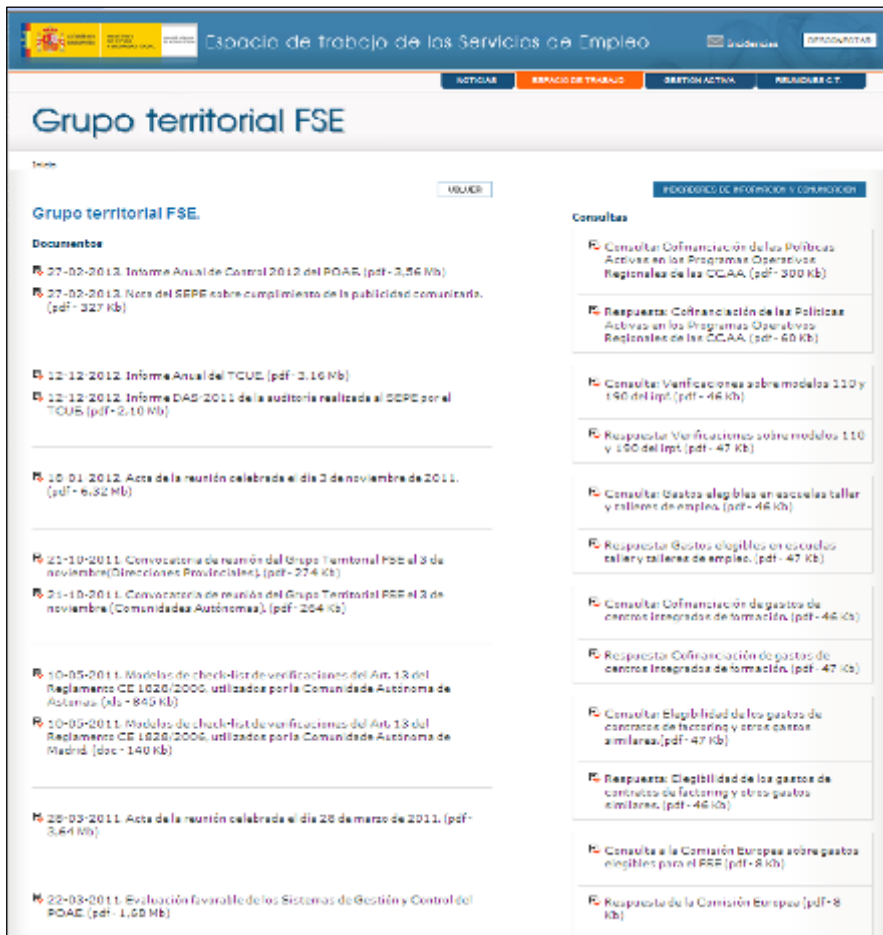 Espacio de trabajo de los Servicios de Empleo
Incidencias
DESCONECTAR
NOTICIAS
ESPACIO DE TRABAJO
GESTION ACTIVA
REUNIONES C.T.
Grupo territorial FSE
Inicio
VOLVER
Grupo territorial FSE.
Documentos
27-02-2013. Informe Anual de Control 2012 del POAE. (pdf - 3,56 Mb)
27-02-2013. Nota del SEPE sobre cumplimiento de la publicidad comunitaria.
(pdf - 327 Kb)
12-12-2012. Informe Anual del TCUE. (pdf - 3,16 Mb)
12-12-2012. Informe DAS-2011 de la auditoria realizada al SEPE por el
TCUE. (pdf - 2,10 Mb)
18-01-2012. Acta de la reunión celebrada el día 3 de noviembre de 2011.
(pdf - 6,32 Mb)
21-10-2011. Convocatoria de reunión del Grupo Territorial FSE el 3 de
noviembre(Direcciones Provinciales). (pdf - 274 Kb)
21-10-2011. Convocatoria de reunión del Grupo Territorial FSE el 3 de
noviembre (Comunidades Autónomas). (pdf - 264 Kb)
10-05-2011. Modelos de check-list de verificaciones del Art. 13 del
Reglamento CE 1828/2006, utilizados por la Comunidade Autónoma de
Asturias. (xls - 845 Kb)
10-05-2011. Modelos de check-list de verificaciones del Art. 13 del
Reglamento CE 1828/2006, utilizados por la Comunidade Autónoma de
Madrid. (doc - 140 Kb)
28-03-2011. Acta de la reunión celebrada el día 28 de marzo de 2011. (pdf -
3,64 Mb)
22-03-2011. Evaluación favorable de los Sistemas de Gestión y Control del
POAE. (pdf - 1,68 Mb)
INDICADORES DE INFORMACION Y COMUNICACION
Consultas
Consulta: Cofinanciación de las Políticas
Activas en los Programas Operativos
Regionales de las CC.AA. (pdf - 300 Kb)
Respuesta: Cofinanciación de las Políticas
Activas en los Programas Operativos
Regionales de las CC.AA. (pdf - 60 Kb)
Consulta: Verificaciones sobre modelos 110 y
190 del irpf. (pdf - 46 Kb)
Respuesta: Verificaciones sobre modelos 110
y 190 del irpf. (pdf - 47 Kb)
Consulta: Gastos elegibles en escuelas taller
y talleres de empleo. (pdf - 46 Kb)
Respuesta: Gastos elegibles en escuelas
taller y talleres de empleo. (pdf - 47 Kb)
Consulta: Cofinanciación de gastos de
centros integrados de formación. (pdf - 46 Kb)
Respuesta: Cofinanciación de gastos de
centros integrados de formación. (pdf - 47 Kb)
Consulta: Elegibilidad de los gastos de
contratos de factoring y otros gastos
similares.(pdf - 47 Kb)
Respuesta: Elegibilidad de los gastos de
contratos de factoring y otros gastos
similares. (pdf - 46 Kb)
Consulta a la Comisión Europea sobre gastos
elegibles para el FSE (pdf - 8 Kb)
Respuesta de la Comisión Europea (pdf - 8
Kb)